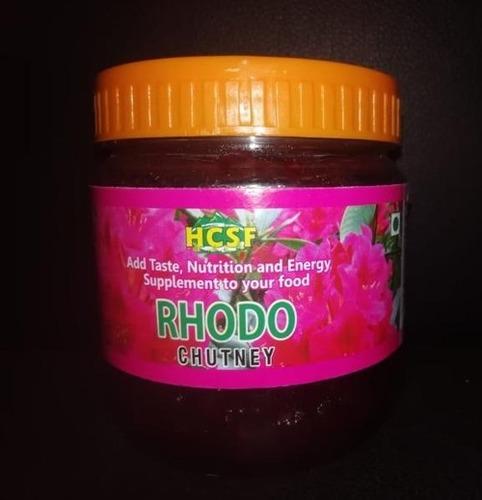 HCSF
Add Taste, Nutrition and Energy
Supplement to your food
RHODO
CHUTNEY